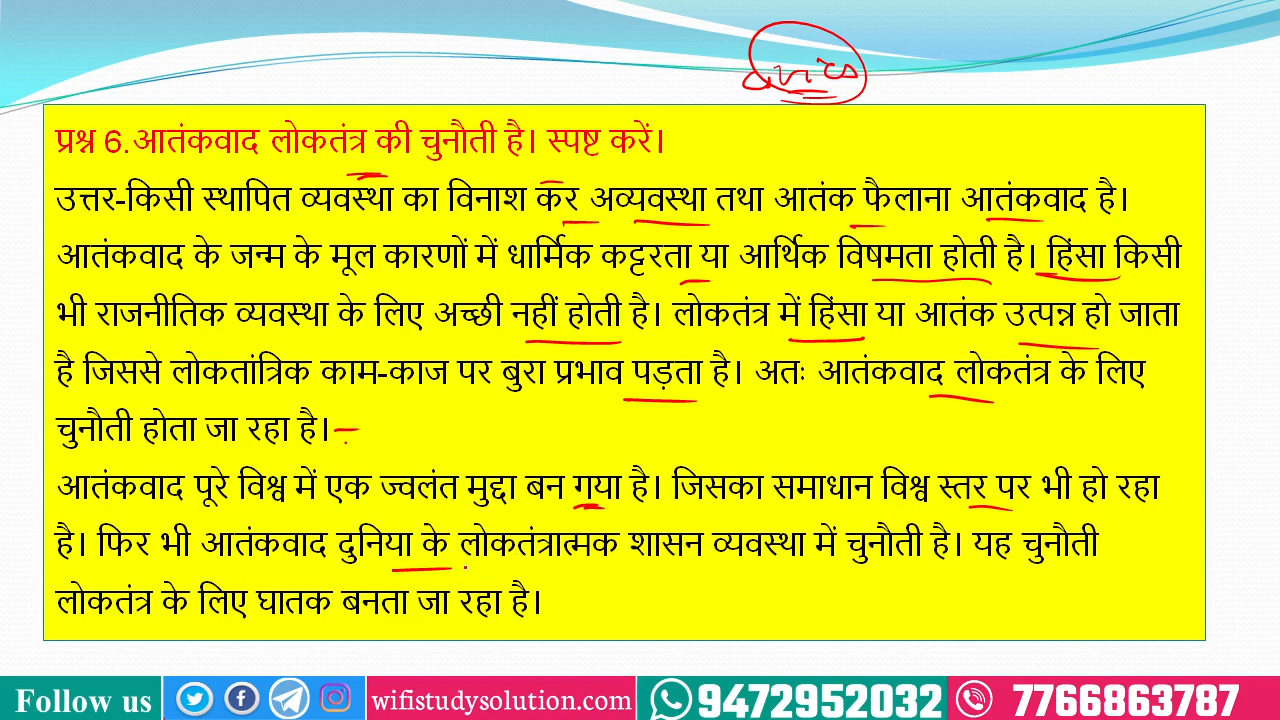 civics
प्रश्न 6.आतंकवाद लोकतंत्र की चुनौती है। स्पष्ट करें।
उत्तर-किसी स्थापित व्यवस्था का विनाश कर अव्यवस्था तथा आतंक फैलाना आतंकवाद है।
आतंकवाद के जन्म के मूल कारणों में धार्मिक कट्टरता या आर्थिक विषमता होती है। हिंसा किसी
भी राजनीतिक व्यवस्था के लिए अच्छी नहीं होती है। लोकतंत्र में हिंसा या आतंक उत्पन्न हो जाता
है जिससे लोकतांत्रिक काम-काज पर बुरा प्रभाव पड़ता है। अतः आतंकवाद लोकतंत्र के लिए
चुनौती होता जा रहा है।
आतंकवाद पूरे विश्व में एक ज्वलंत मुद्दा बन गया है। जिसका समाधान विश्व स्तर पर भी हो रहा
है। फिर भी आतंकवाद दुनिया के लोकतंत्रात्मक शासन व्यवस्था में चुनौती है। यह चुनौती
लोकतंत्र के लिए घातक बनता जा रहा है।
Follow us wifistudysolution.com 9472952032 7766863787